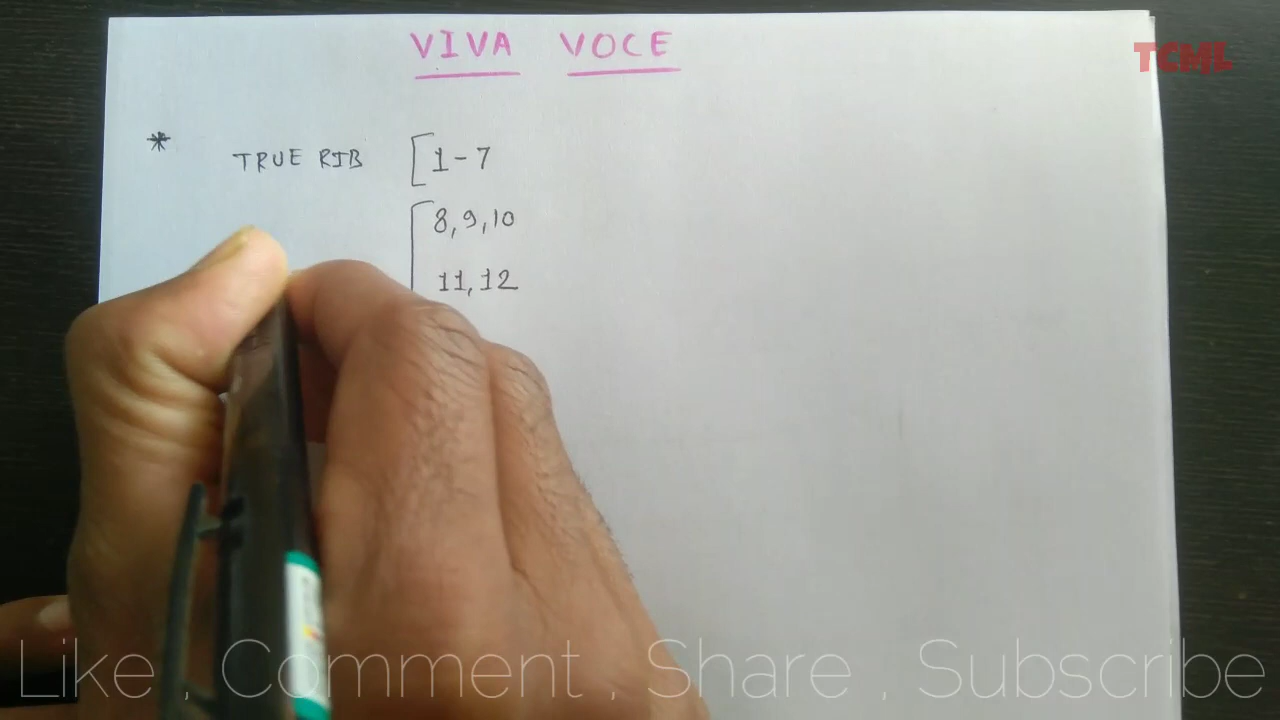 VIVA VOCE
TCML
* TRUE RIB [1-7
8,9,10
11,12
Like , Comment , Share , Subscribe